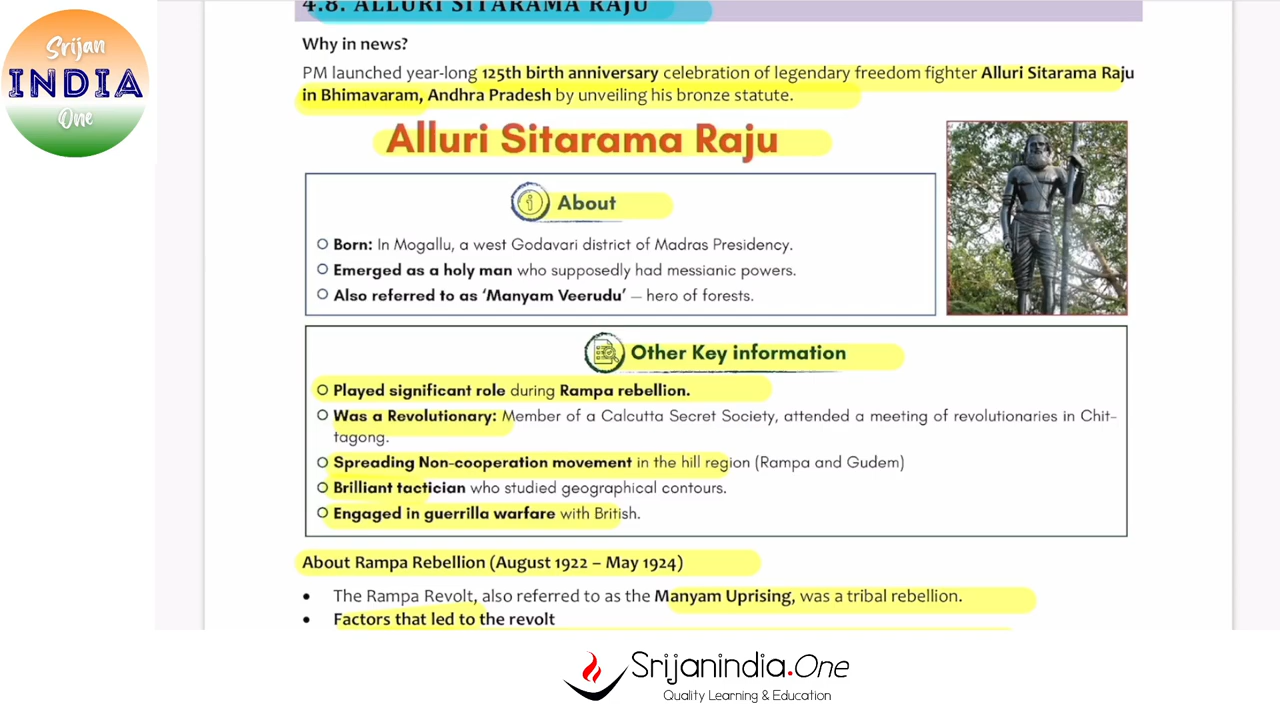 Srijan
INDIA
One
4.8. ALLURI SITARAMA RAJU
Why in news?
PM launched year-long 125th birth anniversary celebration of legendary freedom fighter Alluri Sitarama Raju
in Bhimavaram, Andhra Pradesh by unveiling his bronze statute.
Alluri Sitarama Raju
About
Born: In Mogallu, a west Godavari district of Madras Presidency.
Emerged as a holy man who supposedly had messianic powers.
Also referred to as ‘Manyam Veerudu’ – hero of forests.
Other Key information
Played significant role during Rampa rebellion.
Was a Revolutionary: Member of a Calcutta Secret Society, attended a meeting of revolutionaries in Chit-
tagong.
Spreading Non-cooperation movement in the hill region (Rampa and Gudem)
Brilliant tactician who studied geographical contours.
Engaged in guerrilla warfare with British.
About Rampa Rebellion (August 1922 – May 1924)
• The Rampa Revolt, also referred to as the Manyam Uprising, was a tribal rebellion.
• Factors that led to the revolt
Srijanindia.One
Quality Learning & Education